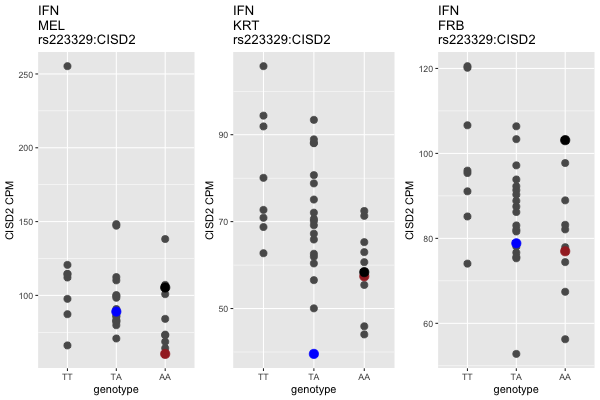 IFN
MEL
rs223329:CISD2
CISD2 CPM
250
200
150
100
TT TA AA
genotype
IFN
KRT
rs223329:CISD2
CISD2 CPM
90
70
50
TT TA AA
genotype
IFN
FRB
rs223329:CISD2
CISD2 CPM
120
100
80
60
TT TA AA
genotype